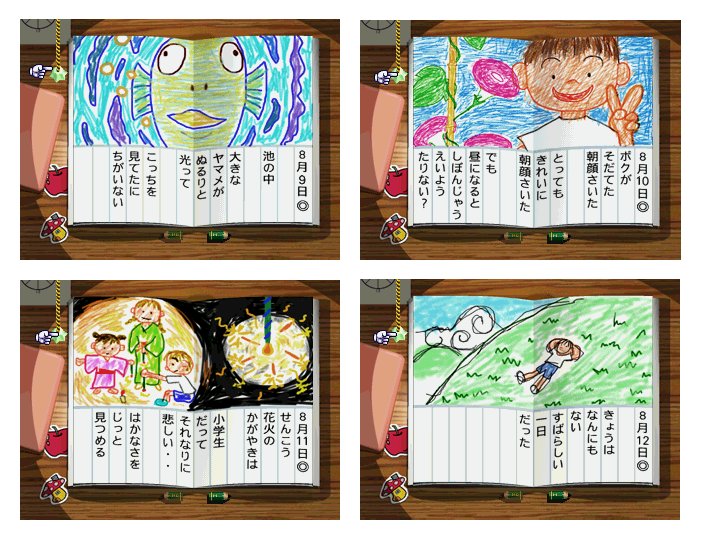 8月9日◎
池の中
大きな
ヤマメが
ぬるりと
光って
こっちを
見てたに
ちがいない
8月10日◎
ボクが
そだてた
朝顔さいた
とっても
きれいに
朝顔さいた
でも
昼になると
しぼんじゃう
えいよう
たりない？
8月11日◎
せんこう
花火の
かがやきは
小学生
だって
それなりに
悲しい・・
はかなさを
じっと
見つめる
8月12日◎
きょうは
なんにも
ない
すばらしい
一日
だった